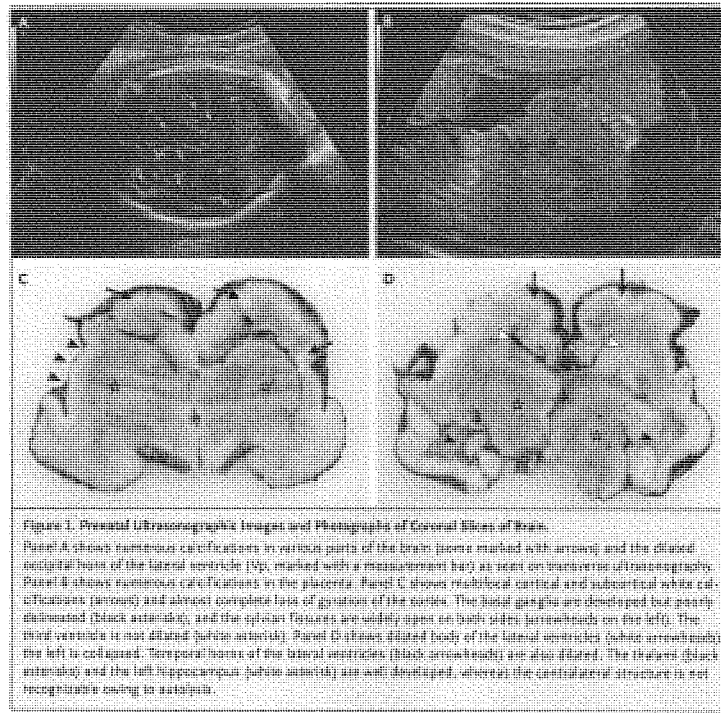 A
B
C
D
Figure 1. Prenatal Ultrasonographic Images and Photographs of Coronal Slices of Brain.
Panel A shows numerous calcifications in various parts of the brain (some marked with arrows) and the dilated
occipital horn of the lateral ventricle (Vp, marked with a measurement bar) as seen on transverse ultrasonography.
Panel B shows numerous calcifications in the placenta. Panel C shows multifocal cortical and subcortical white cal-
cifications (arrows) and almost complete loss of gyration of the cortex. The basal ganglia are developed but poorly
delineated (black asterisks), and the sylvian fissures are widely open on both sides (arrowheads on the left). The
third ventricle is not dilated (white asterisk). Panel D shows dilated body of the lateral ventricles (white arrowheads);
the left is collapsed. Temporal horns of the lateral ventricles (black arrowheads) are also dilated. The thalami (black
asterisks) and the left hippocampus (white asterisk) are well developed, whereas the contralateral structure is not
recognizable owing to autolysis.